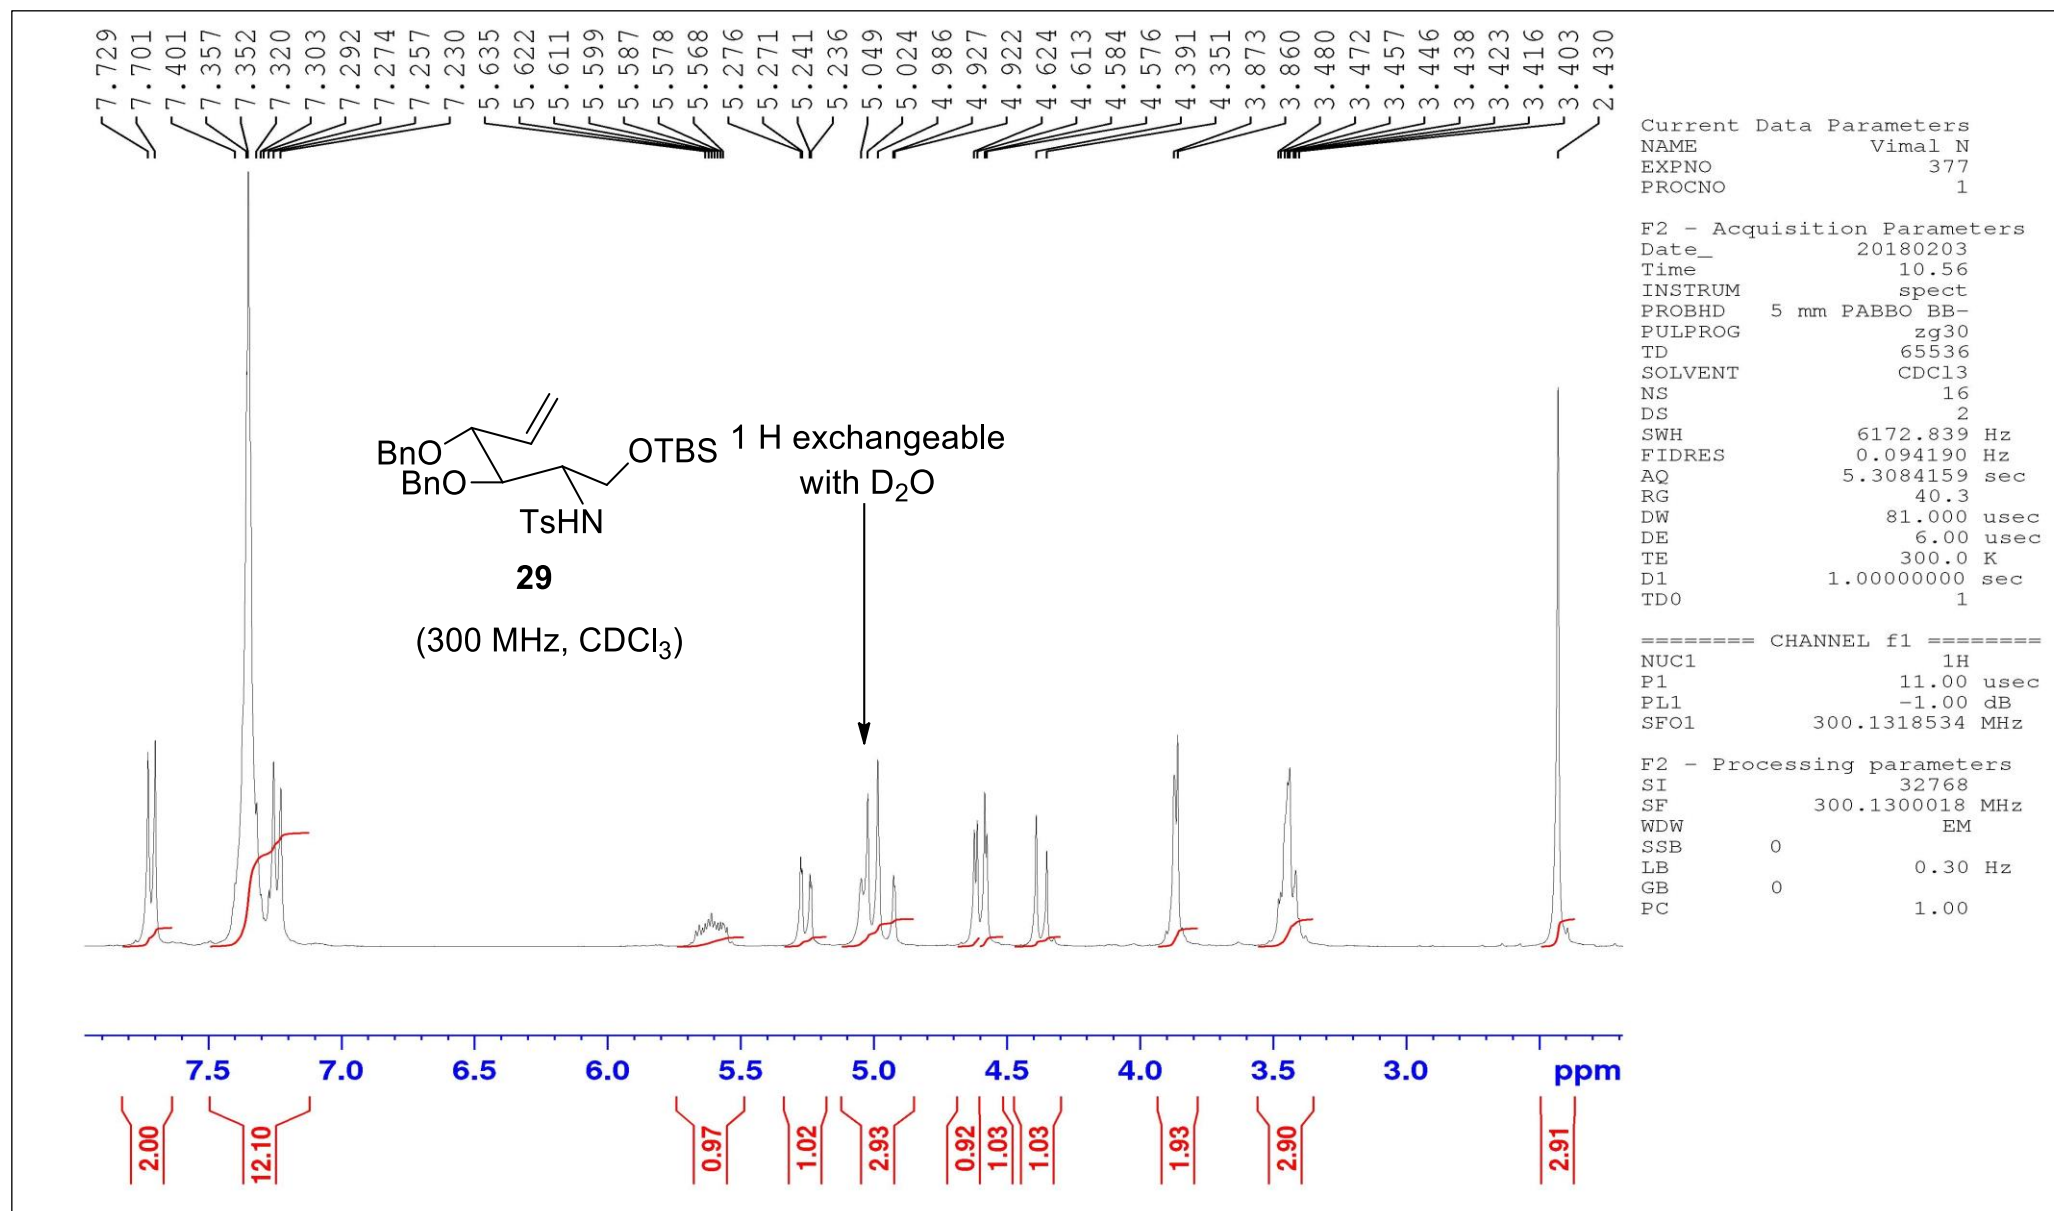 7.729
7.701
7.401
7.357
7.352
7.320
7.303
7.292
7.274
7.257
7.230
5.635
5.622
5.611
5.599
5.587
5.578
5.568
5.276
5.271
5.241
5.236
5.049
5.024
4.986
4.927
4.922
4.624
4.613
4.584
4.576
4.391
4.351
3.873
3.860
3.480
3.472
3.457
3.446
3.438
3.423
3.416
3.403
2.430
Current Data Parameters
NAME Vimal N
EXPNO 377
PROCNO 1
F2 - Acquisition Parameters
Date_ 20180203
Time 10.56
INSTRUM spect
PROBHD 5 mm PABBO BB-
PULPROG zg30
TD 65536
SOLVENT CDCl3
NS 16
DS 2
SWH 6172.839 Hz
FIDRES 0.094190 Hz
AQ 5.3084159 sec
RG 40.3
DW 81.000 usec
DE 6.00 usec
TE 300.0 K
D1 1.00000000 sec
TD0 1
======== CHANNEL f1 ========
NUC1 1H
P1 11.00 usec
PL1 -1.00 dB
SFO1 300.1318534 MHz
F2 - Processing parameters
SI 32768
SF 300.1300018 MHz
WDW EM
SSB 0
LB 0.30 Hz
GB 0
PC 1.00
BnO
BnO
OTBS
TsHN
29
(300 MHz, CDCl₃)
1 H exchangeable
with D₂O
7.5 7.0 6.5 6.0 5.5 5.0 4.5 4.0 3.5 3.0 ppm
2.00
12.10
0.97
1.02
2.93
0.92
1.03
1.03
1.93
2.90
2.91